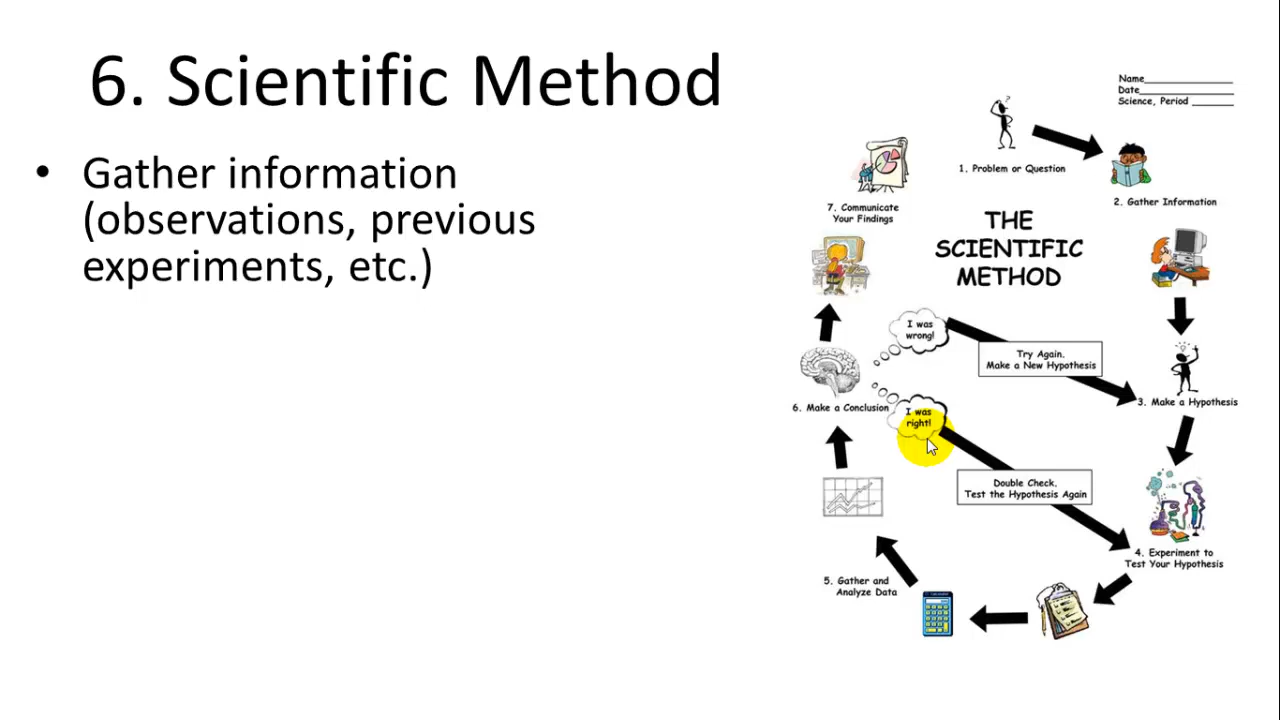 6. Scientific Method
• Gather information
(observations, previous
experiments, etc.)
Name_______________
Date_______________
Science, Period ______
1. Problem or Question
2. Gather Information
7. Communicate
Your Findings
THE
SCIENTIFIC
METHOD
I was
wrong!
Try Again.
Make a New Hypothesis
3. Make a Hypothesis
6. Make a Conclusion
I was
right!
Double Check.
Test the Hypothesis Again
4. Experiment to
Test Your Hypothesis
5. Gather and
Analyze Data